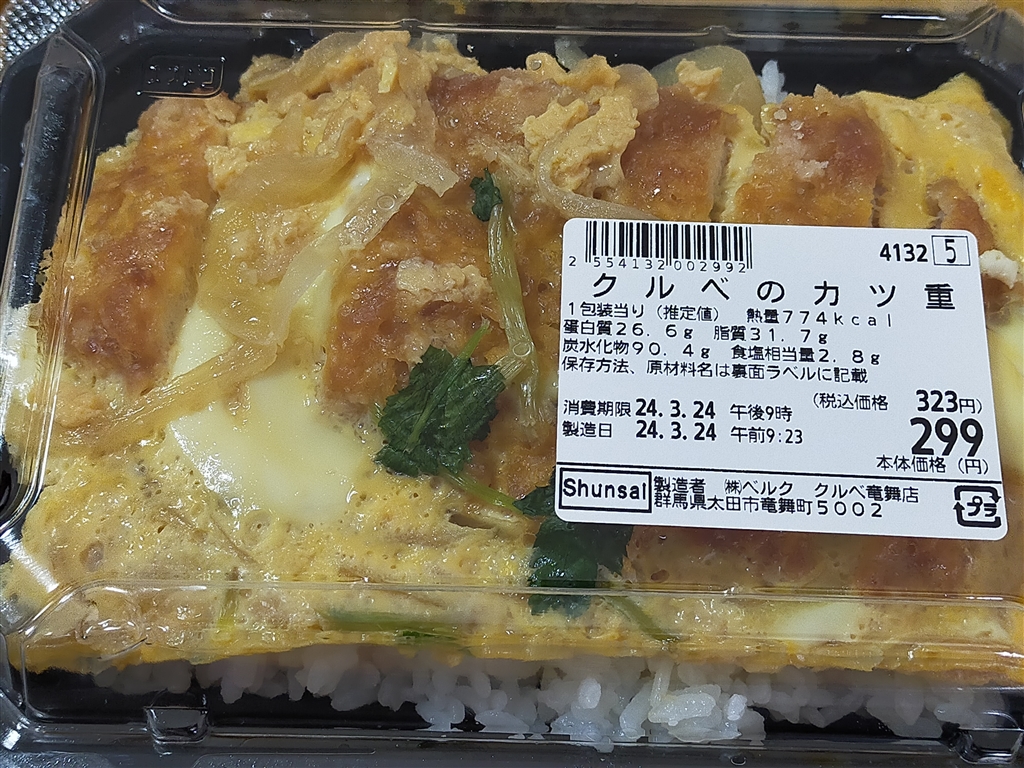 4132 5
2 554132 002992
クルベのカツ重
1包装当り（推定値） 熱量774kcal
蛋白質26.6g 脂質31.7g
炭水化物90.4g 食塩相当量2.8g
保存方法、原材料名は裏面ラベルに記載
(税込価格 323円)
消費期限 24.3.24 午後9時
299
製造日 24.3.24 午前9:23
本体価格（円）
Shunsai 製造者 ㈱ベルク クルベ竜舞店
群馬県太田市竜舞町5002
プラ